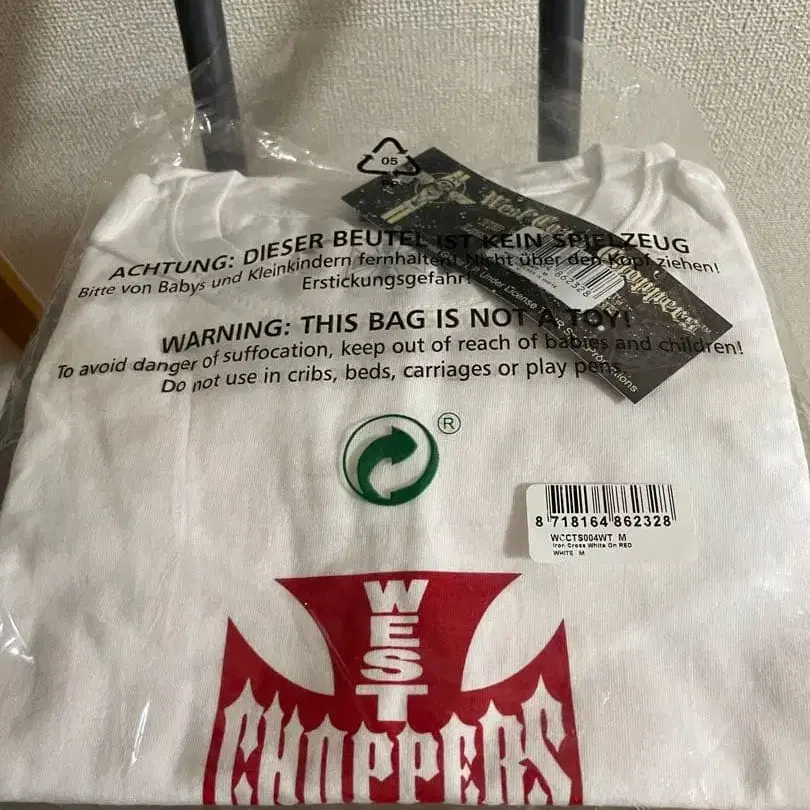 05
ACHTUNG: DIESER BEUTEL IST KEIN SPIELZEUG
Bitte von Babys und Kleinkindern fernhalten! Nicht über den Kopf ziehen!
Erstickungsgefahr!
WARNING: THIS BAG IS NOT A TOY!
To avoid danger of suffocation, keep out of reach of babies and children!
Do not use in cribs, beds, carriages or play pens.
Under License
862328
®
8 718164 862328
WCCTS004WT M
Iron Cross White On RED
WHITE M
WEST
CHOPPERS